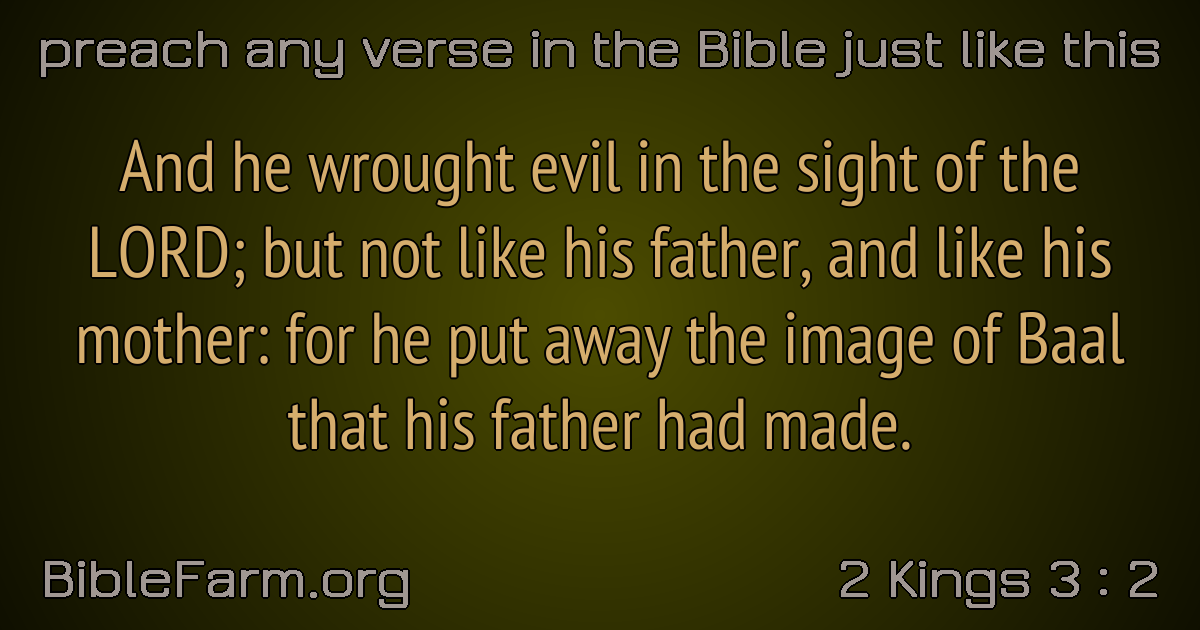 preach any verse in the Bible just like this
And he wrought evil in the sight of the
LORD; but not like his father, and like his
mother: for he put away the image of Baal
that his father had made.
BibleFarm.org
2 Kings 3 : 2